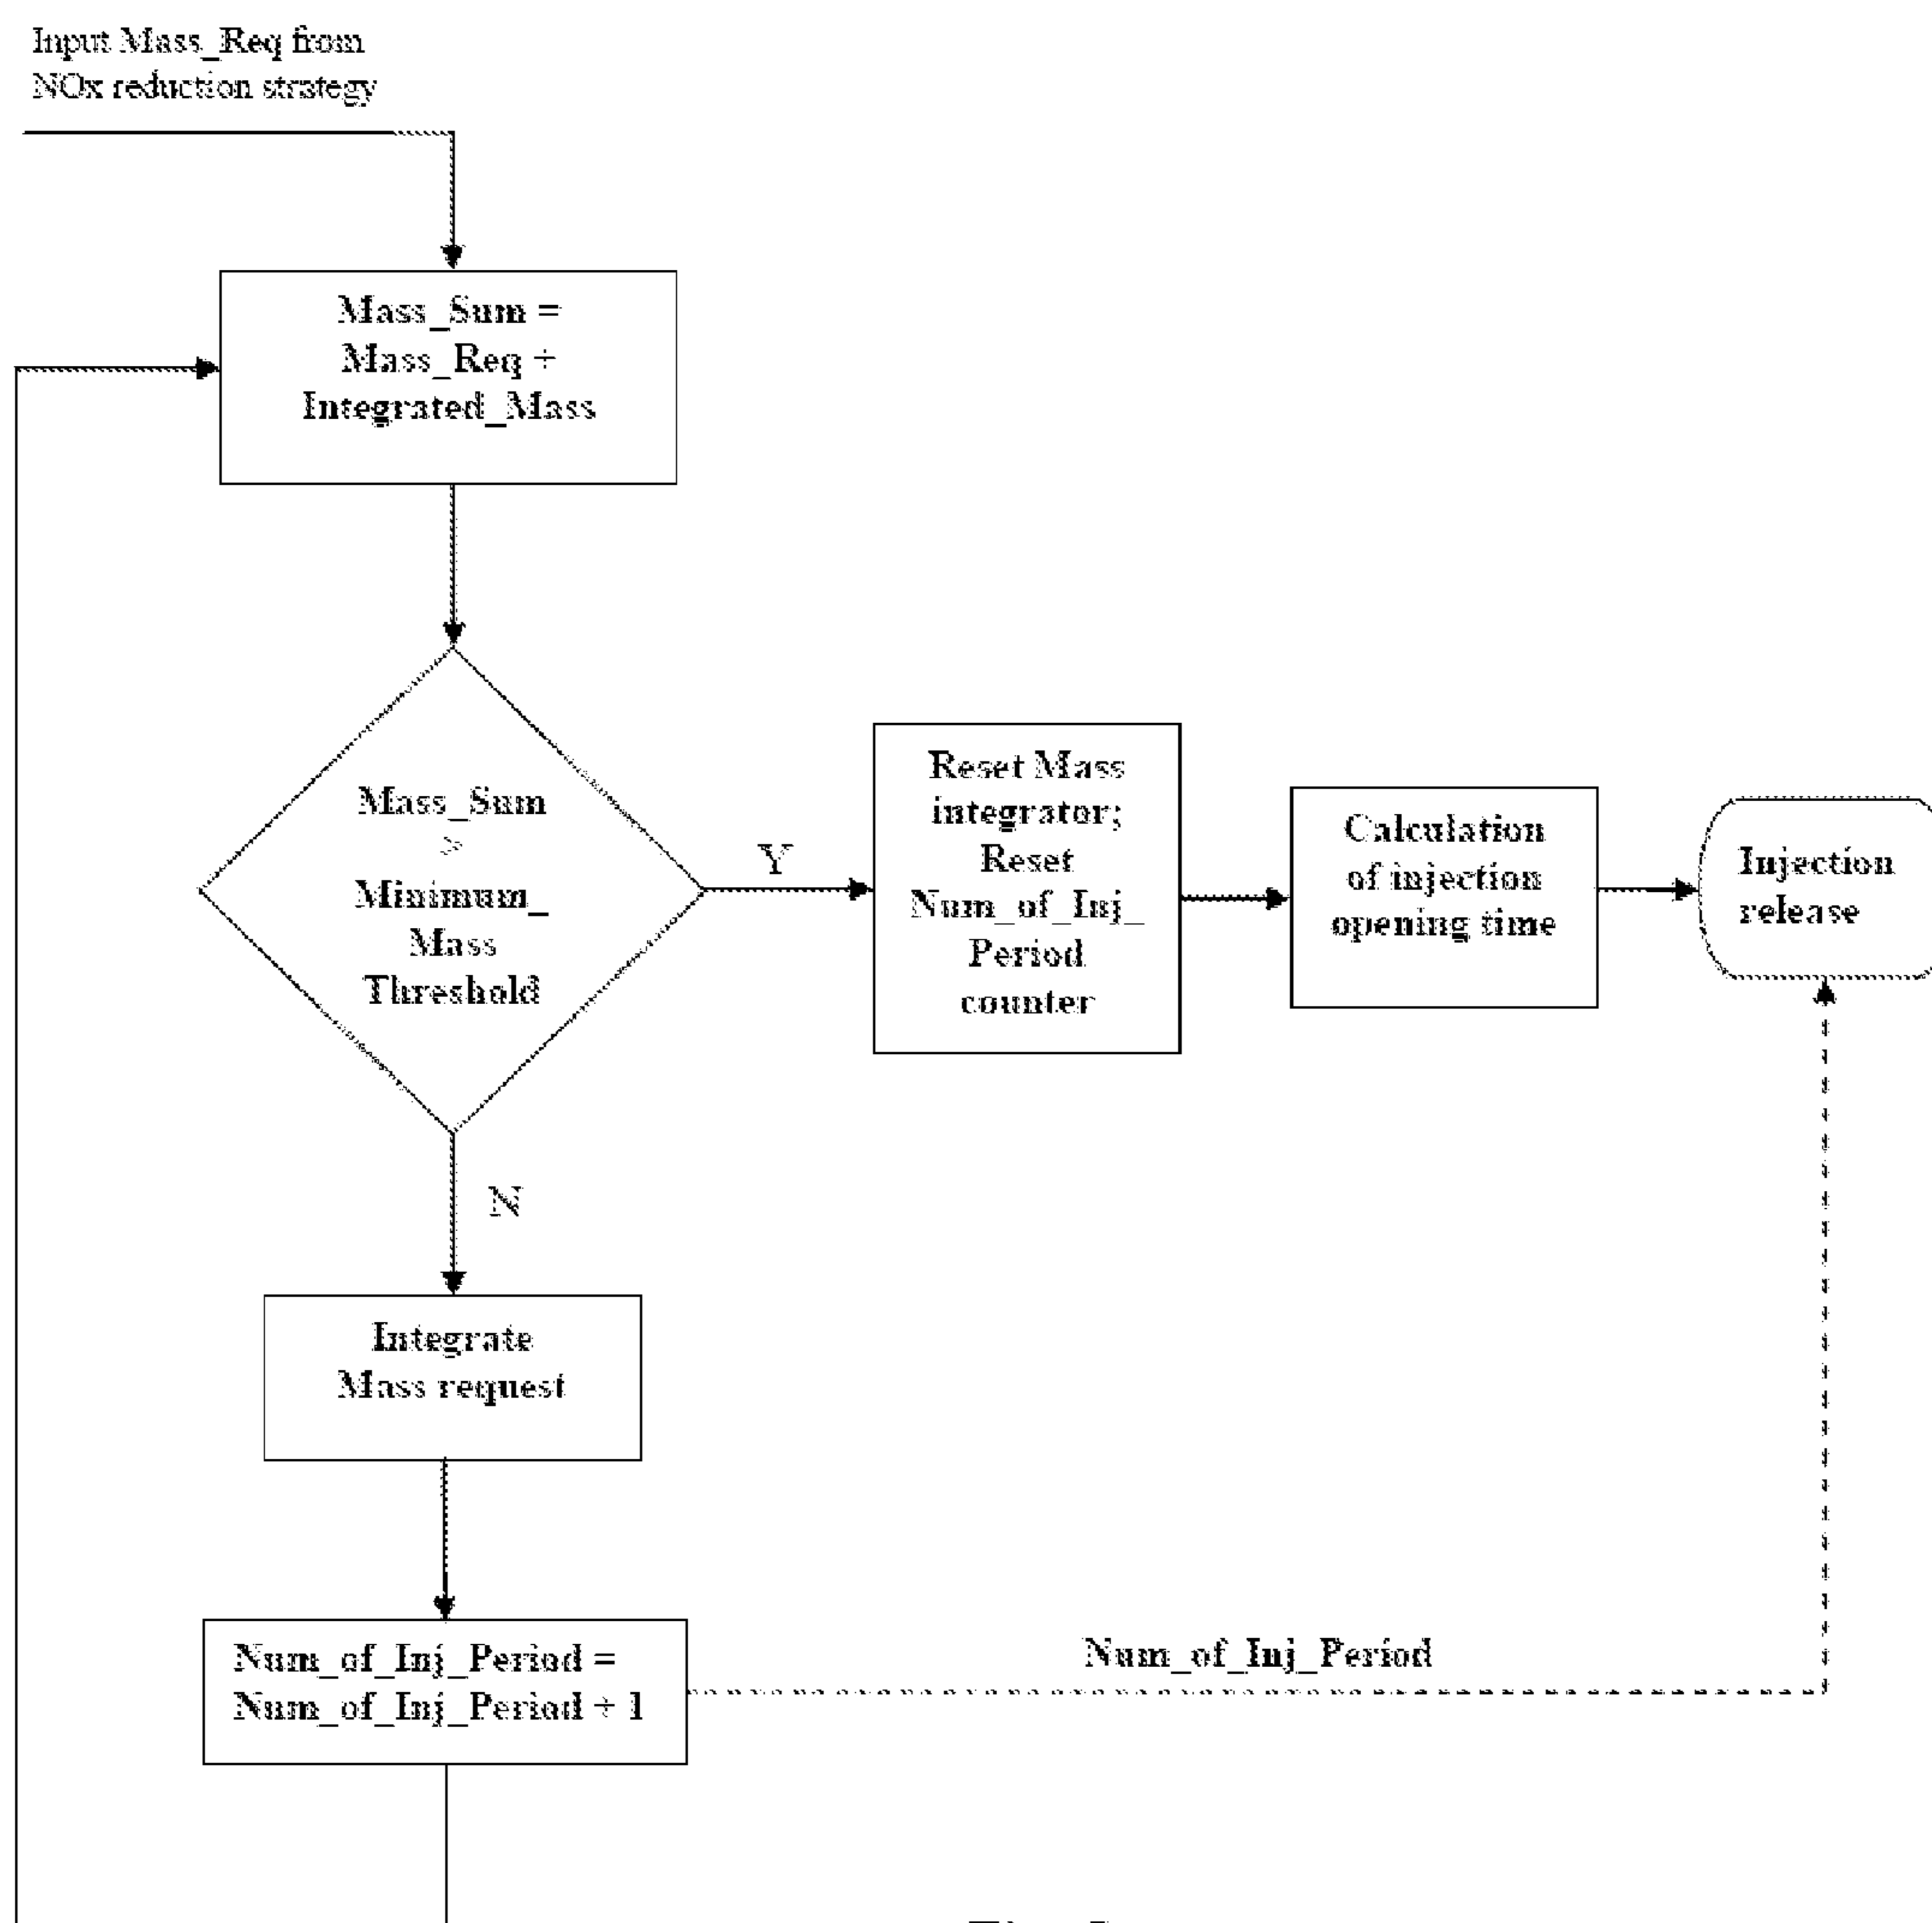 Input Mass_Req from
NOx reduction strategy
Mass_Sum =
Mass_Req +
Integrated_Mass
Mass_Sum
>
Minimum_
Mass
Threshold
Y
Reset Mass
integrator;
Reset
Num_of_Inj_
Period
counter
Calculation
of injection
opening time
Injection
release
N
Integrate
Mass request
Num_of_Inj_Period =
Num_of_Inj_Period + 1
Num_of_Inj_Period